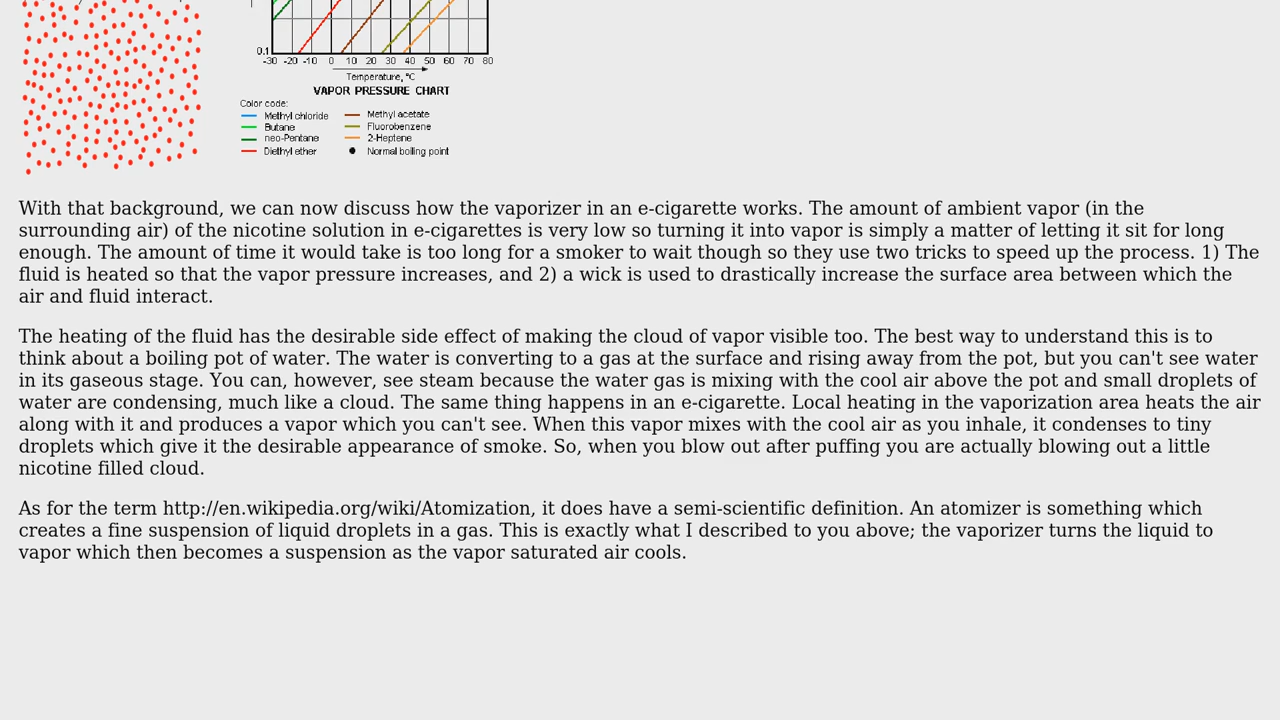 0.1
-30 -20 -10 0 10 20 30 40 50 60 70 80
Temperature, °C
VAPOR PRESSURE CHART
Color code:
Methyl chloride
Butane
neo-Pentane
Diethyl ether
Methyl acetate
Fluorobenzene
2-Heptene
Normal boiling point
With that background, we can now discuss how the vaporizer in an e-cigarette works. The amount of ambient vapor (in the
surrounding air) of the nicotine solution in e-cigarettes is very low so turning it into vapor is simply a matter of letting it sit for long
enough. The amount of time it would take is too long for a smoker to wait though so they use two tricks to speed up the process. 1) The
fluid is heated so that the vapor pressure increases, and 2) a wick is used to drastically increase the surface area between which the
air and fluid interact.
The heating of the fluid has the desirable side effect of making the cloud of vapor visible too. The best way to understand this is to
think about a boiling pot of water. The water is converting to a gas at the surface and rising away from the pot, but you can't see water
in its gaseous stage. You can, however, see steam because the water gas is mixing with the cool air above the pot and small droplets of
water are condensing, much like a cloud. The same thing happens in an e-cigarette. Local heating in the vaporization area heats the air
along with it and produces a vapor which you can't see. When this vapor mixes with the cool air as you inhale, it condenses to tiny
droplets which give it the desirable appearance of smoke. So, when you blow out after puffing you are actually blowing out a little
nicotine filled cloud.
As for the term http://en.wikipedia.org/wiki/Atomization, it does have a semi-scientific definition. An atomizer is something which
creates a fine suspension of liquid droplets in a gas. This is exactly what I described to you above; the vaporizer turns the liquid to
vapor which then becomes a suspension as the vapor saturated air cools.